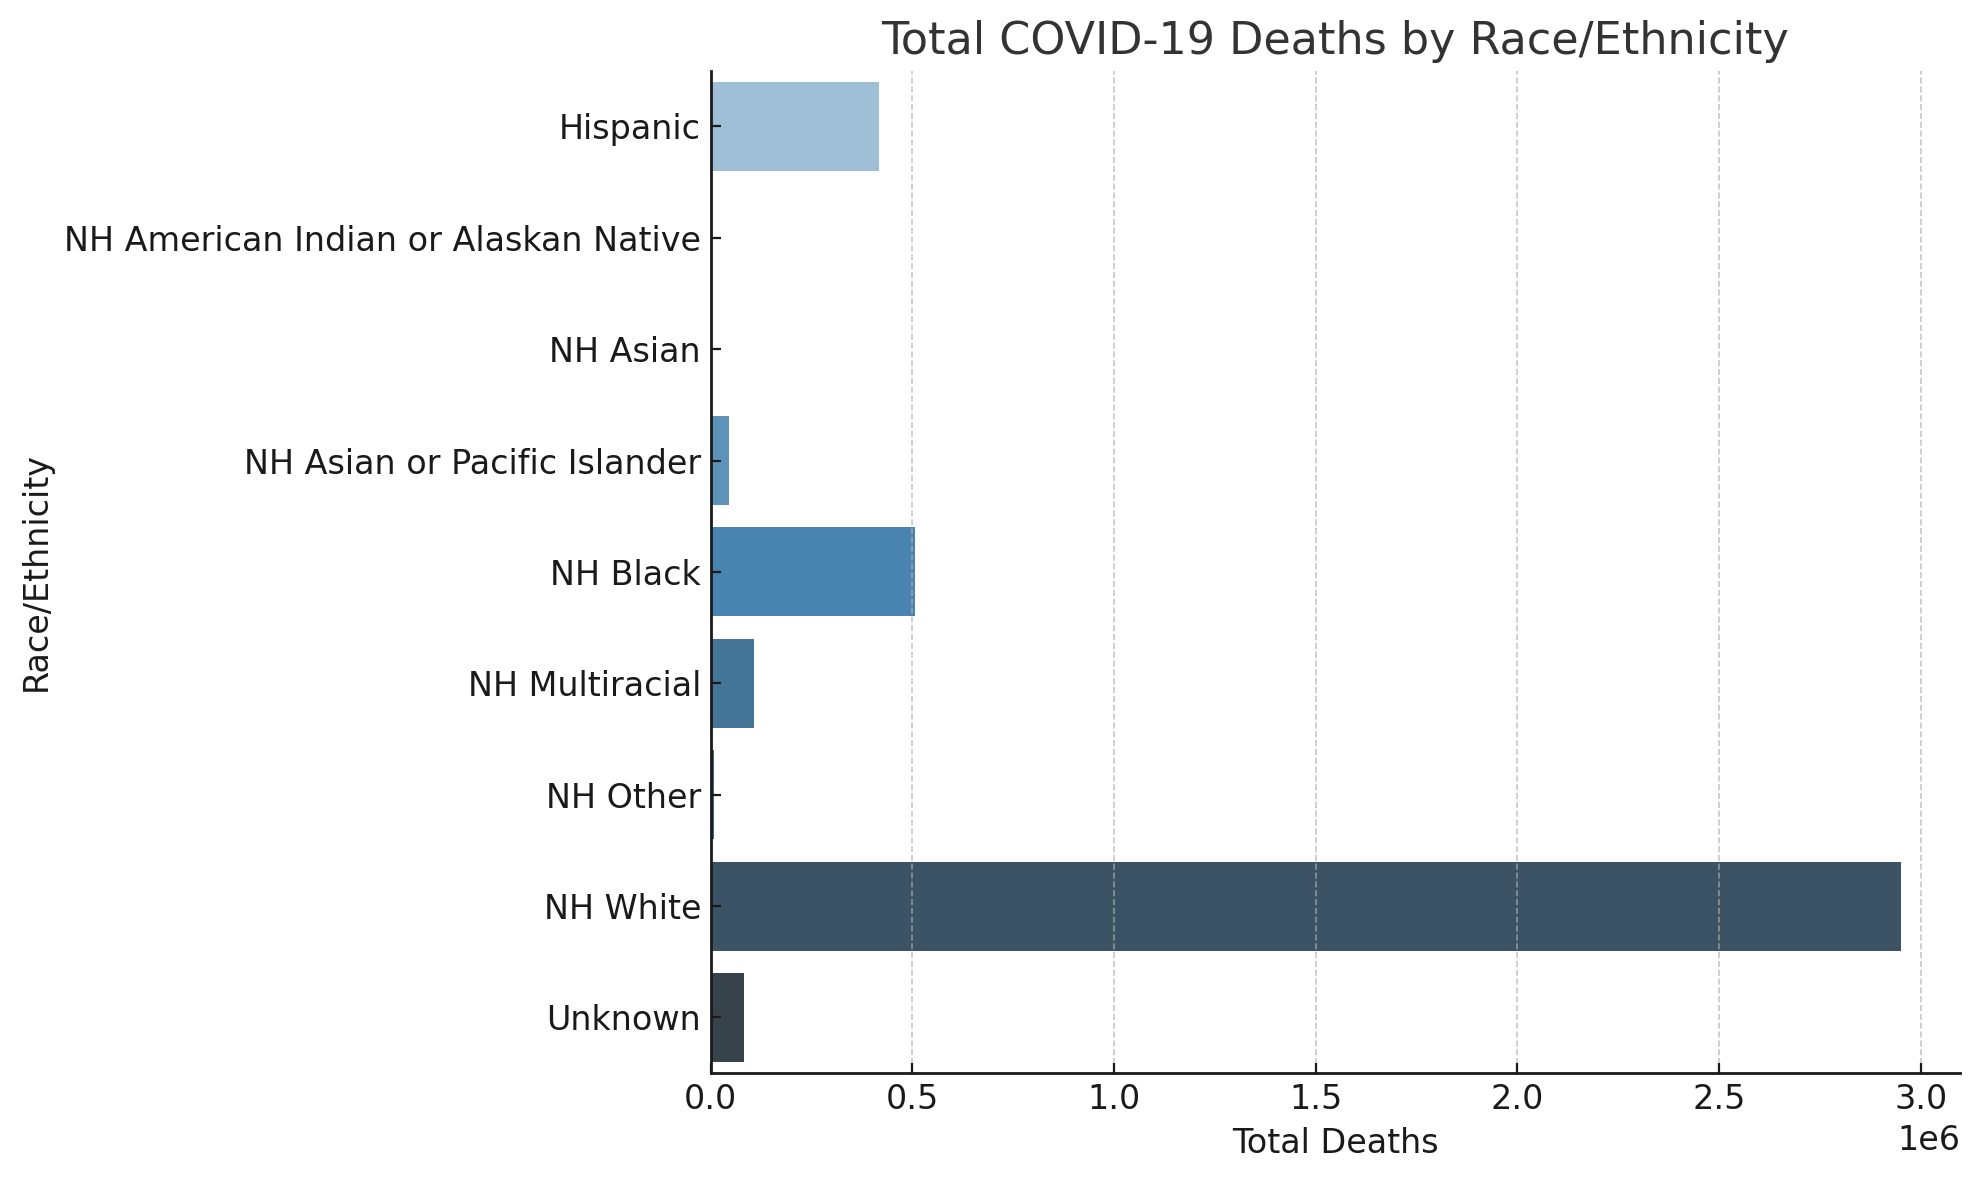 Total COVID-19 Deaths by Race/Ethnicity
Race/Ethnicity
Hispanic
NH American Indian or Alaskan Native
NH Asian
NH Asian or Pacific Islander
NH Black
NH Multiracial
NH Other
NH White
Unknown
0.0 0.5 1.0 1.5 2.0 2.5 3.0
1e6
Total Deaths